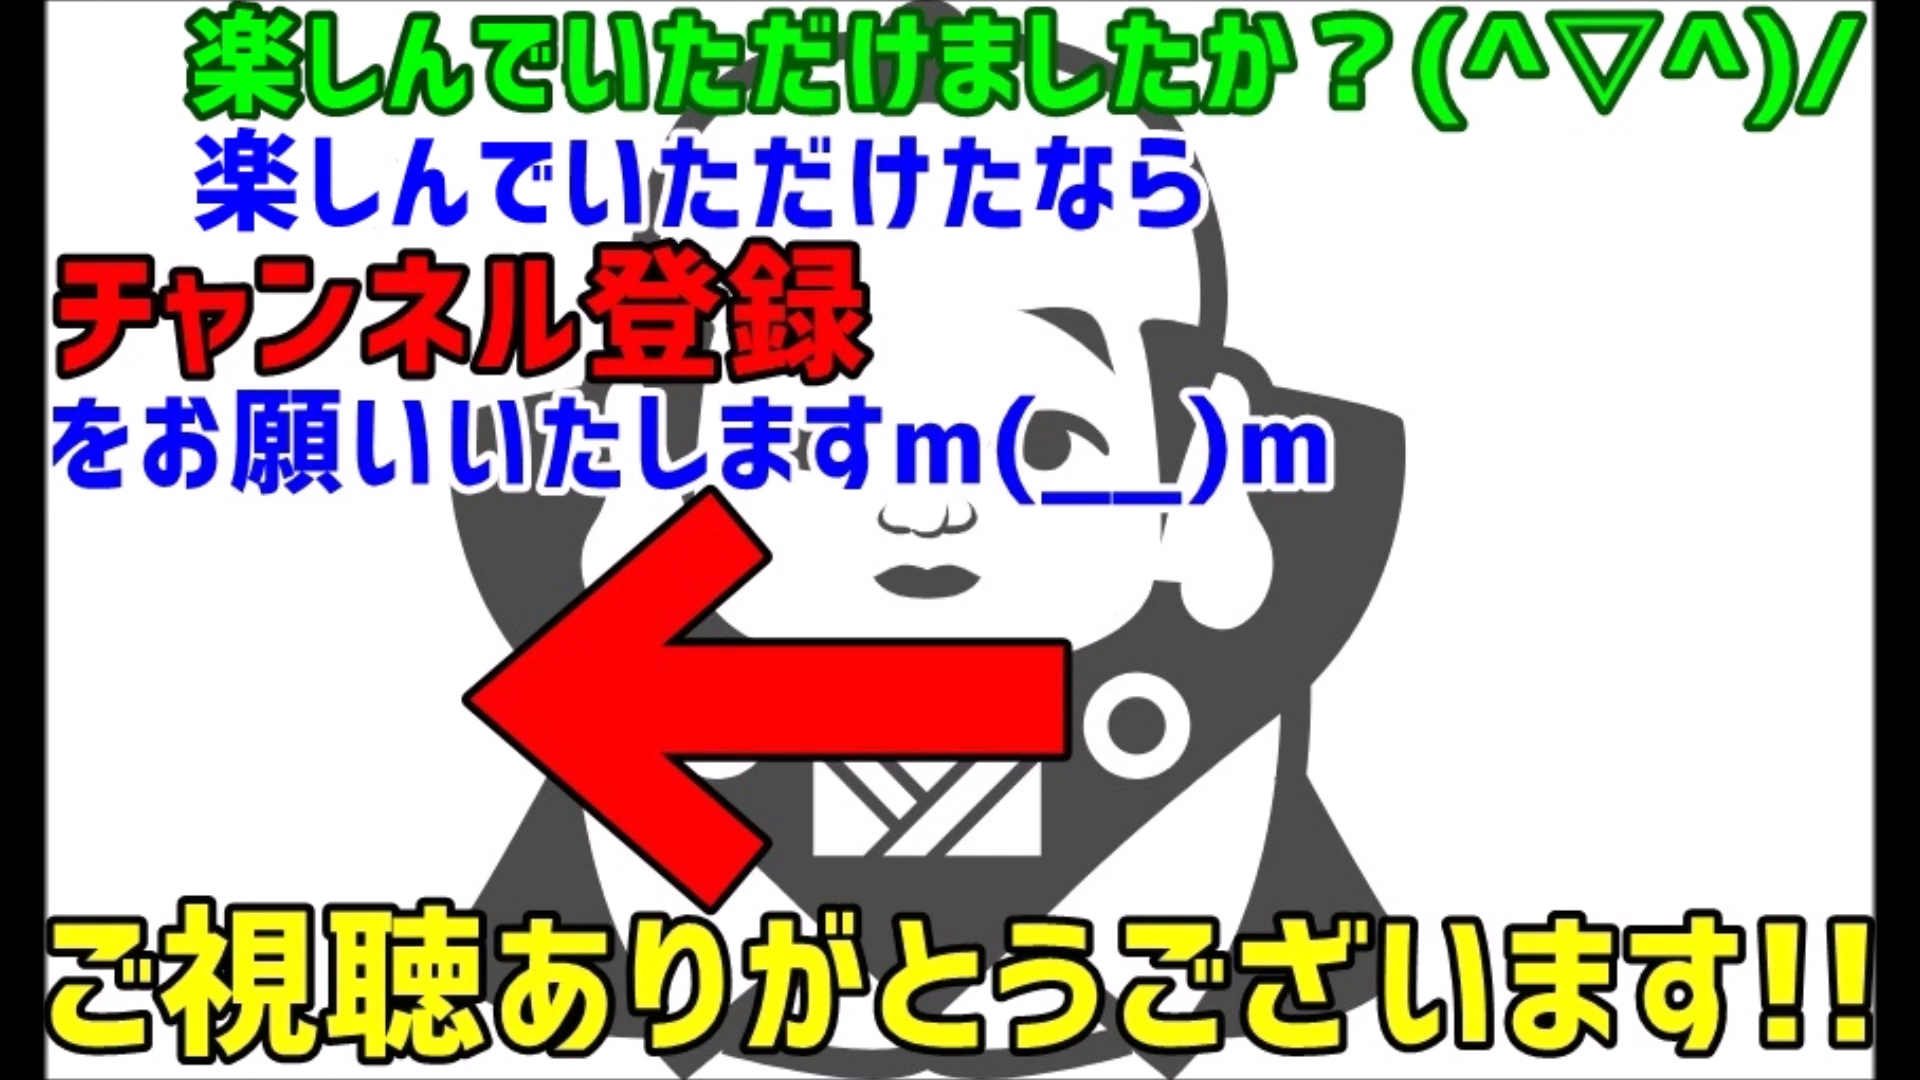 楽しんでいただけましたか？(^▽^)/
楽しんでいただけたなら
チャンネル登録
をお願いいたしますm(__)m
ご視聴ありがとうございます!!